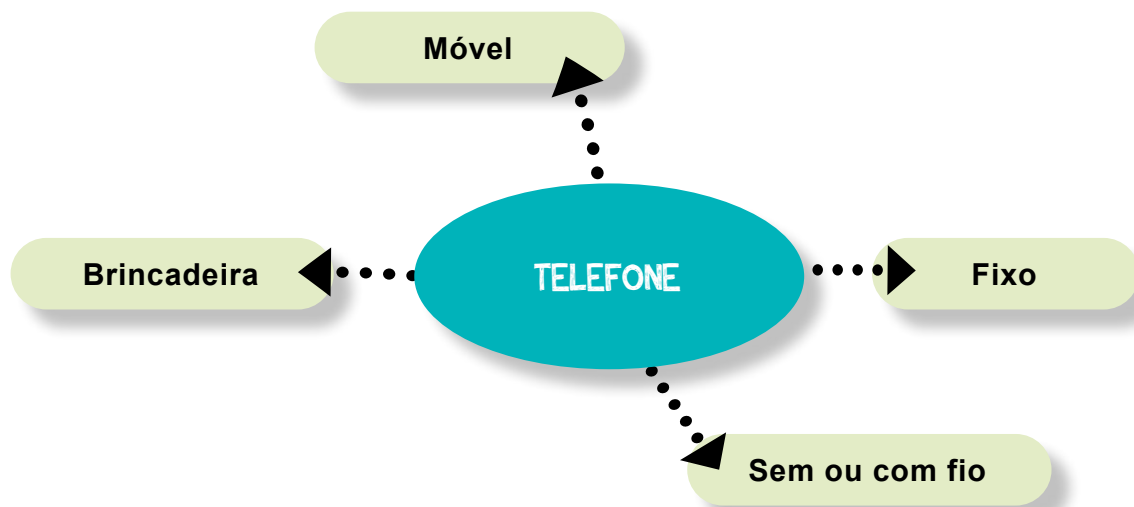 Móvel
Brincadeira
TELEFONE
Fixo
Sem ou com fio